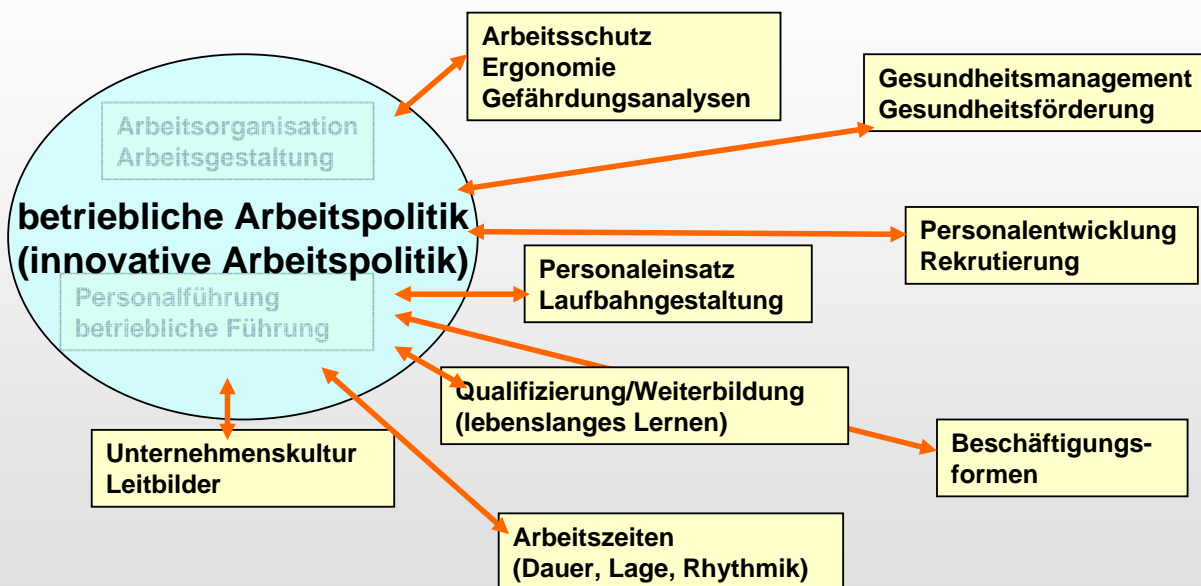 Arbeitsschutz
Ergonomie
Gefährdungsanalysen
Gesundheitsmanagement
Gesundheitsförderung
Arbeitsorganisation
Arbeitsgestaltung
betriebliche Arbeitspolitik
(innovative Arbeitspolitik)
Personalentwicklung
Rekrutierung
Personaleinsatz
Laufbahngestaltung
Personalführung
betriebliche Führung
Qualifizierung/Weiterbildung
(lebenslanges Lernen)
Unternehmenskultur
Leitbilder
Beschäftigungs-
formen
Arbeitszeiten
(Dauer, Lage, Rhythmik)